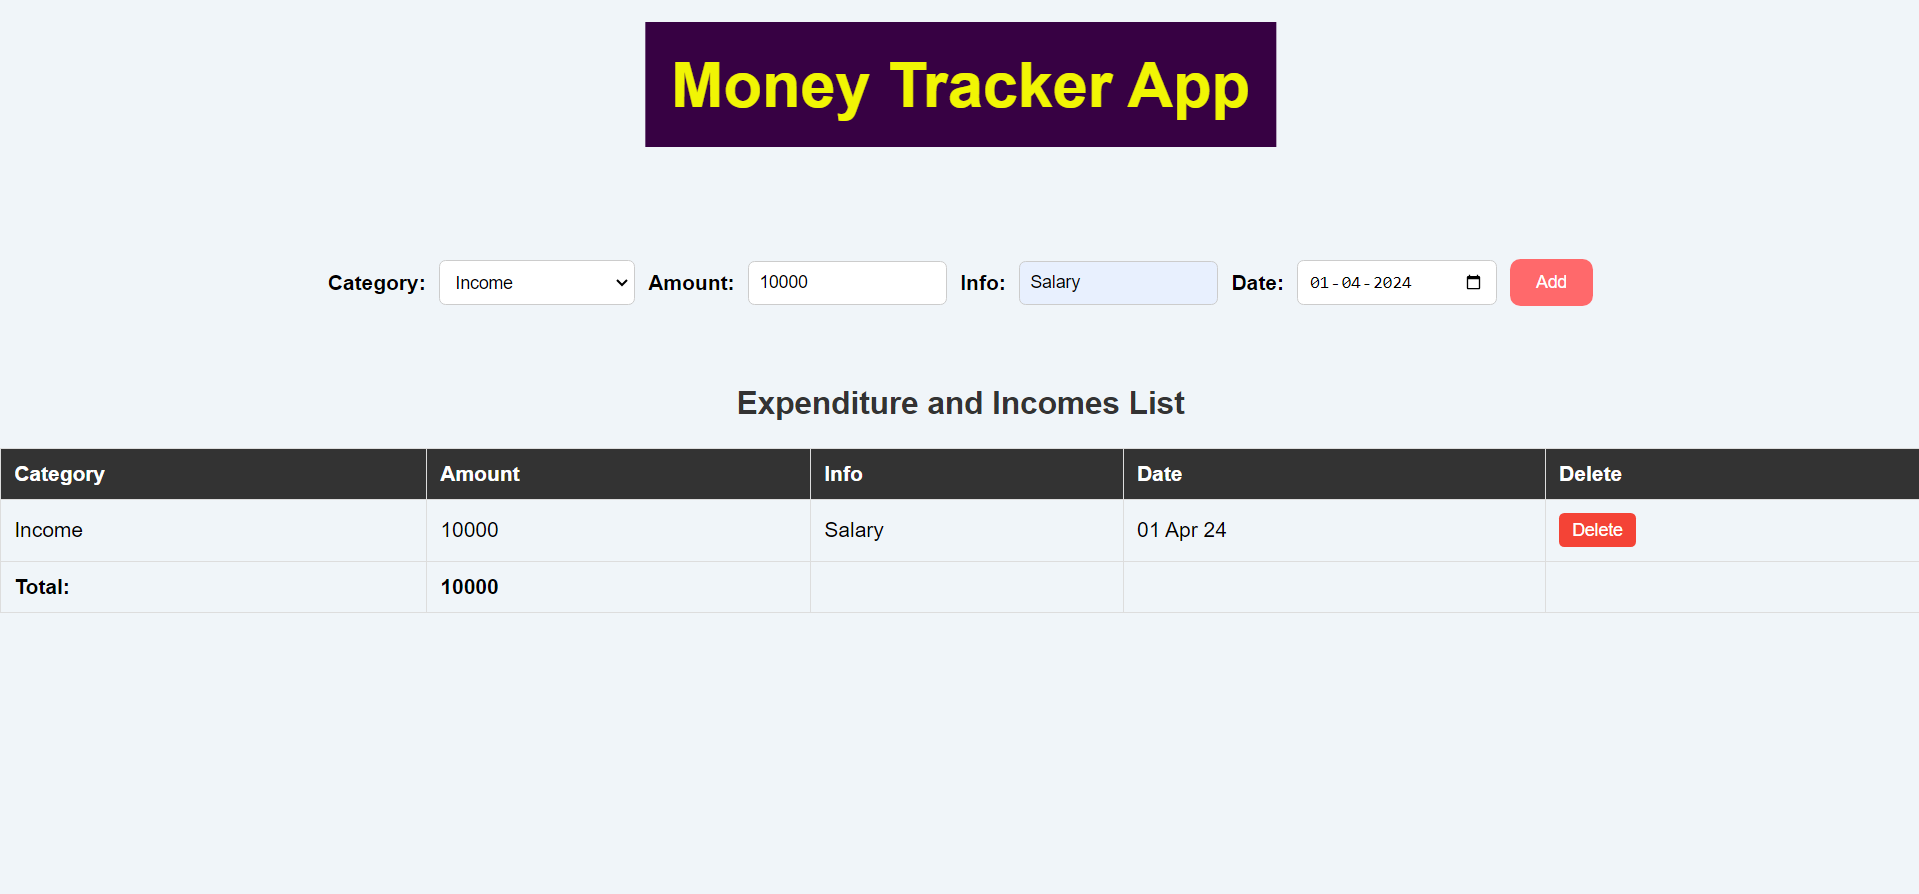 Money Tracker App
Category: Income Amount: 10000 Info: Salary Date: 01-04-2024 Add
Expenditure and Incomes List
Category Amount Info Date Delete
Income 10000 Salary 01 Apr 24 Delete
Total: 10000